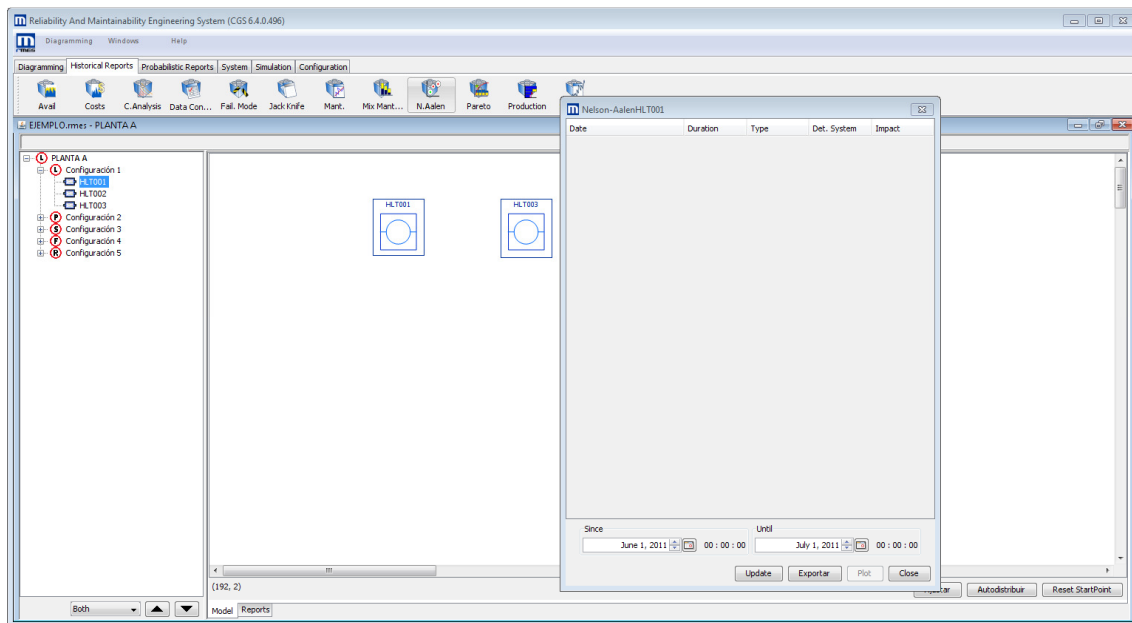 Reliability And Maintainability Engineering System (CGS 6.4.0.496)
Diagramming Windows Help
Diagramming Historical Reports Probabilistic Reports System Simulation Configuration
Avail Costs C.Analysis Data Con... Fail. Mode Jack Knife Mant. Mix Mant... N.Aalen Pareto Production
EJEMPLO.rmes - PLANTA A
PLANTA A
Configuración 1
HLT001
HLT002
HLT003
Configuración 2
Configuración 3
Configuración 4
Configuración 5
HLT001 HLT003
Nelson-AalenHLT001
Date Duration Type Det. System Impact
Since Until
June 1, 2011 00 : 00 : 00 July 1, 2011 00 : 00 : 00
Update Exportar Plot Close
(192, 2)
Autodistribuir Reset StartPoint
Both
Model Reports